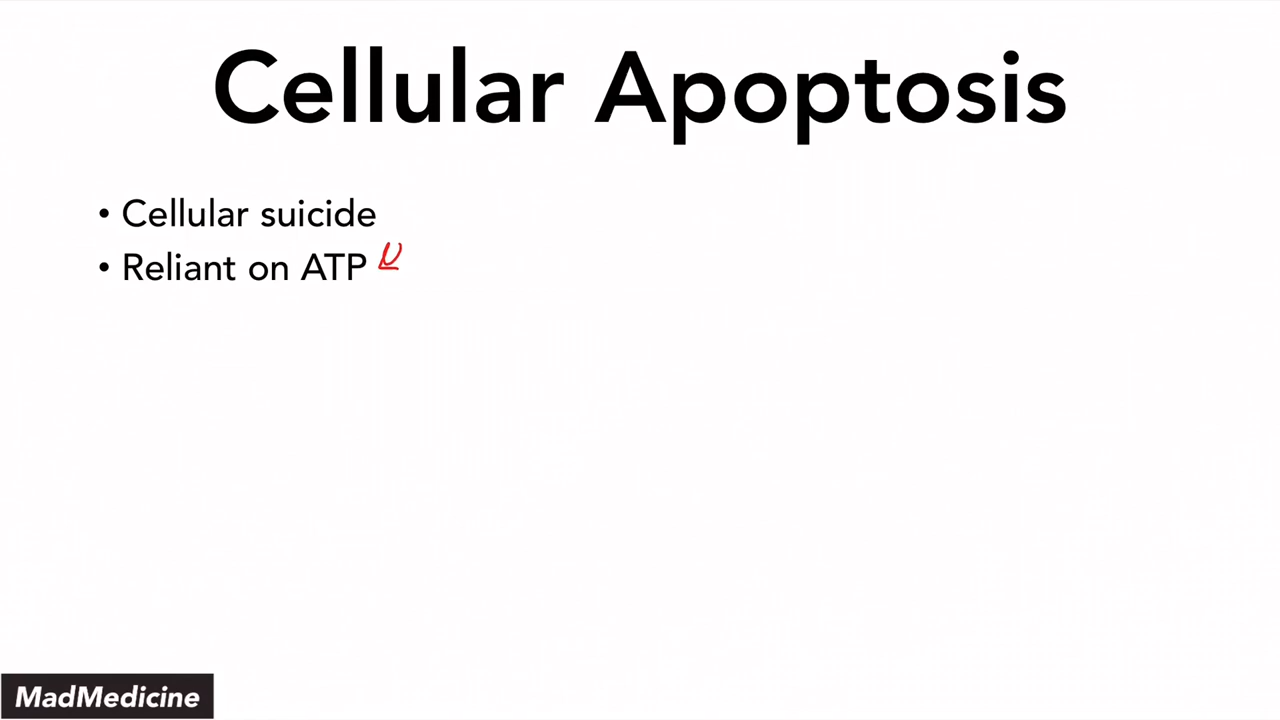 Cellular Apoptosis
• Cellular suicide
• Reliant on ATP
MadMedicine